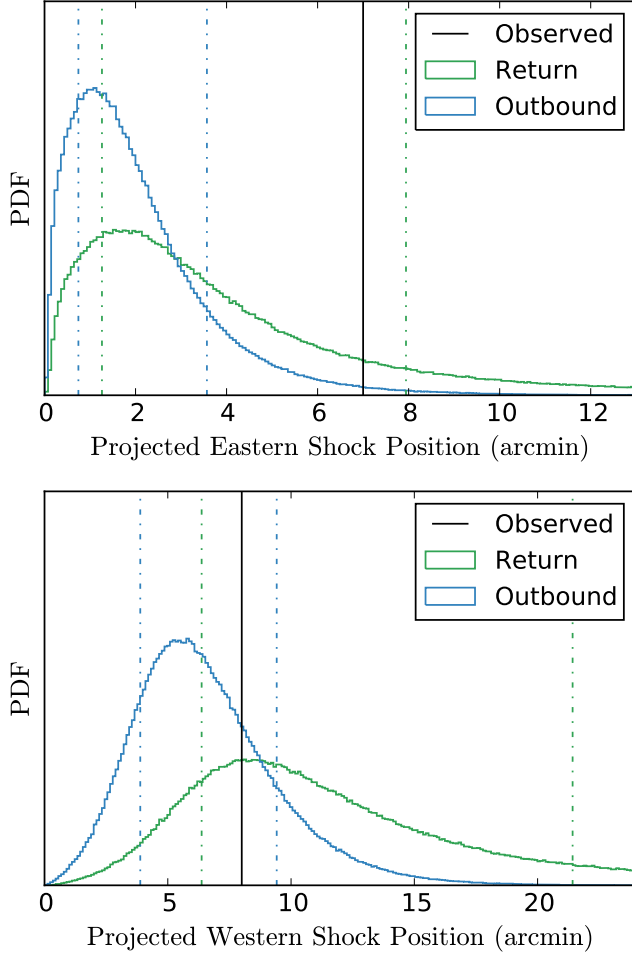 Observed
Return
Outbound
PDF
0 2 4 6 8 10 12
Projected Eastern Shock Position (arcmin)
Observed
Return
Outbound
PDF
0 5 10 15 20
Projected Western Shock Position (arcmin)